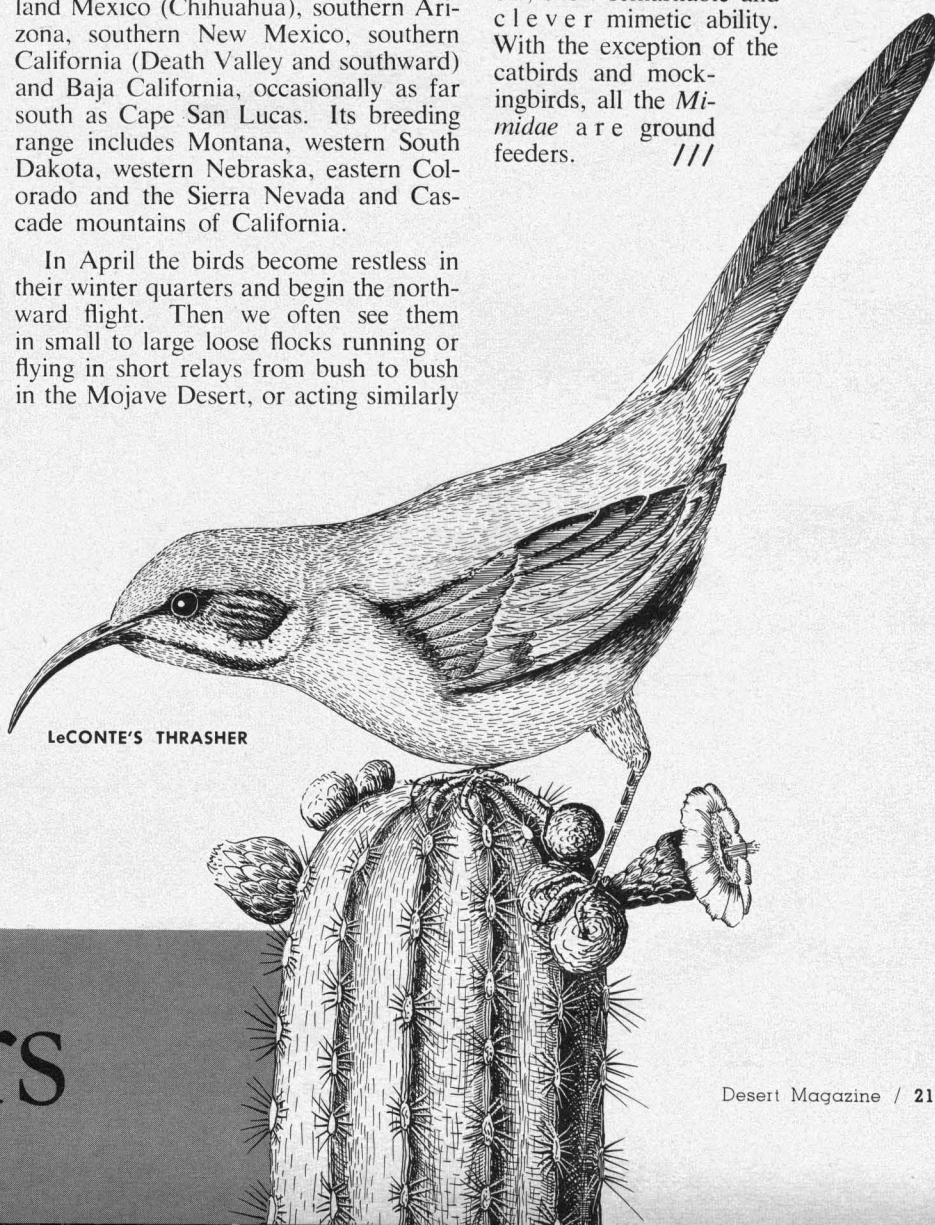 land Mexico (Chihuahua), southern Ari-
zona, southern New Mexico, southern
California (Death Valley and southward)
and Baja California, occasionally as far
south as Cape San Lucas. Its breeding
range includes Montana, western South
Dakota, western Nebraska, eastern Col-
orado and the Sierra Nevada and Cas-
cade mountains of California.
In April the birds become restless in
their winter quarters and begin the north-
ward flight. Then we often see them
in small to large loose flocks running or
flying in short relays from bush to bush
in the Mojave Desert, or acting similarly
clever mimetic ability.
With the exception of the
catbirds and mock-
ingbirds, all the Mi-
midae are ground
feeders. ///
LeCONTE'S THRASHER
rs
Desert Magazine / 21